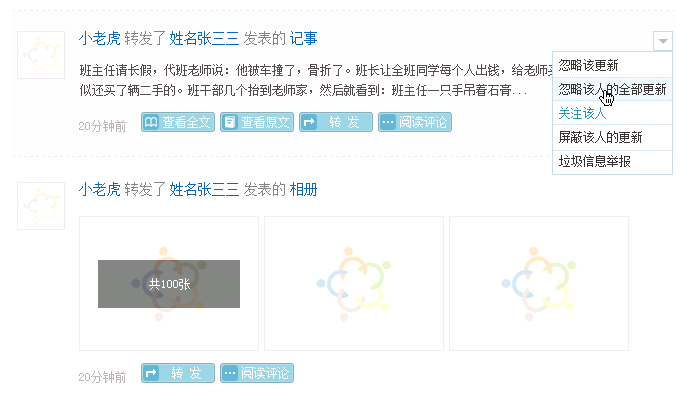 小老虎 转发了 姓名张三三 发表的 记事
班主任请长假，代班老师说：他被车撞了，骨折了。班长让全班同学每个人出钱，给老师买
似还买了辆二手的。班干部几个抬到老师家，然后就看到：班主任一只手吊着石膏...
20分钟前 查看全文 查看原文 转 发 阅读评论
忽略该更新
忽略该人的全部更新
关注该人
屏蔽该人的更新
垃圾信息举报
小老虎 转发了 姓名张三三 发表的 相册
共100张
20分钟前 转 发 阅读评论